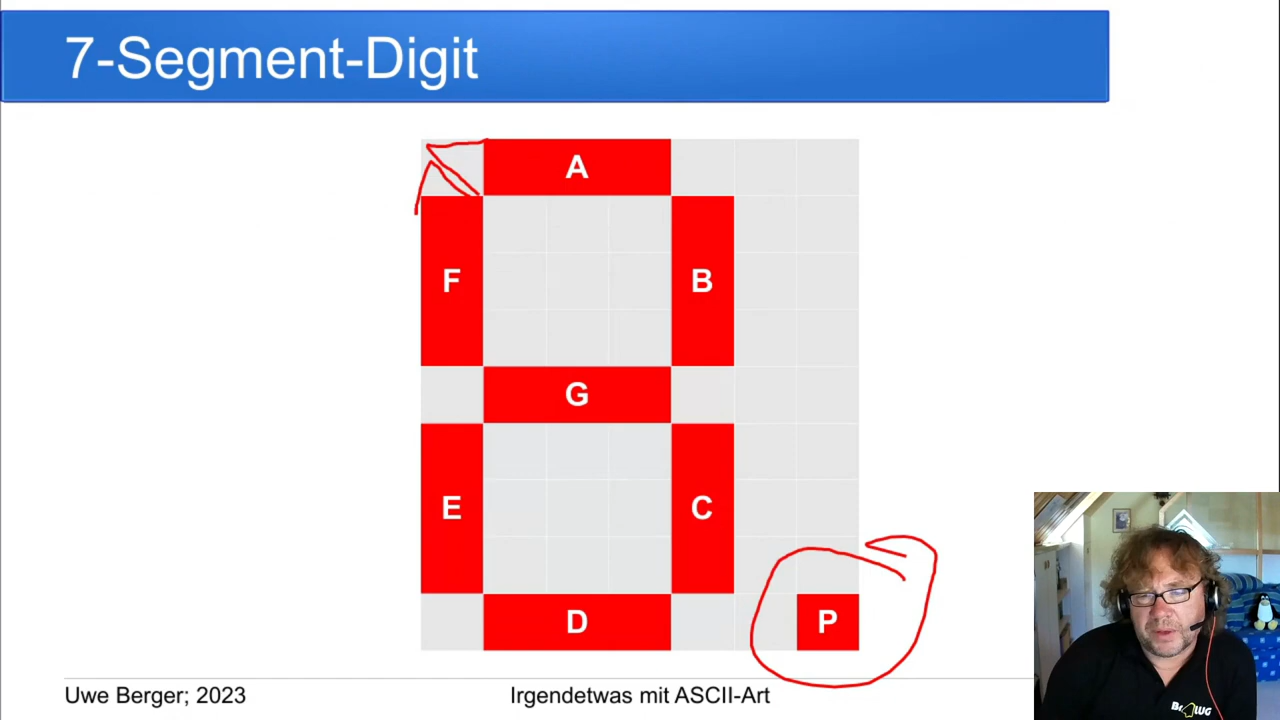 7-Segment-Digit
A
F
B
G
E
C
D
P
Uwe Berger; 2023
Irgendetwas mit ASCII-Art